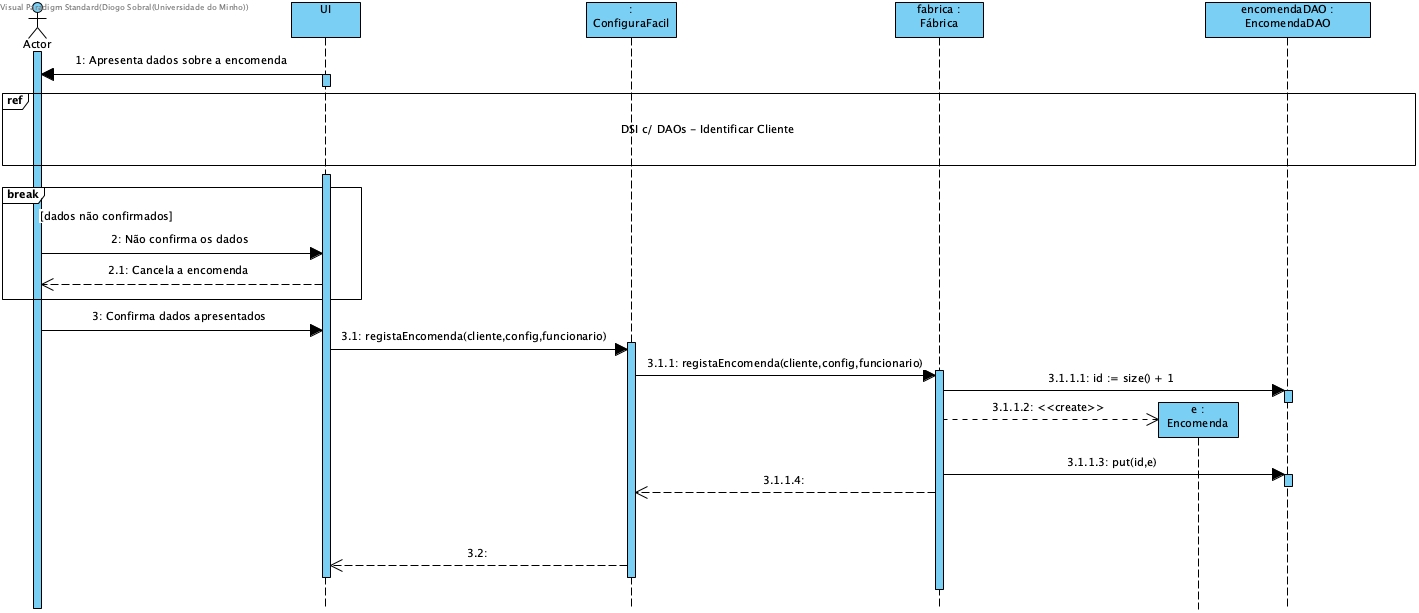 Visual Paradigm Standard(Diogo Sobral(Universidade do Minho))
Actor
UI
:
ConfiguraFacil
fabrica :
Fábrica
encomendaDAO :
EncomendaDAO
1: Apresenta dados sobre a encomenda
ref
DSI c/ DAOs - Identificar Cliente
break
[dados não confirmados]
2: Não confirma os dados
2.1: Cancela a encomenda
3: Confirma dados apresentados
3.1: registaEncomenda(cliente,config,funcionario)
3.1.1: registaEncomenda(cliente,config,funcionario)
3.1.1.1: id := size() + 1
3.1.1.2: <<create>>
e :
Encomenda
3.1.1.3: put(id,e)
3.1.1.4:
3.2: